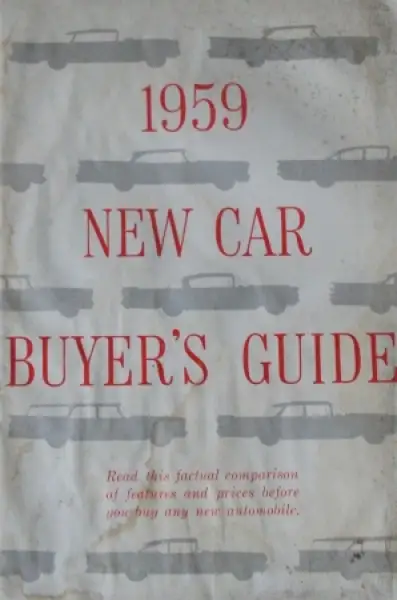 1959
NEW CAR
BUYER'S GUIDE
Read this factual comparison
of features and prices before
you buy any new automobile.